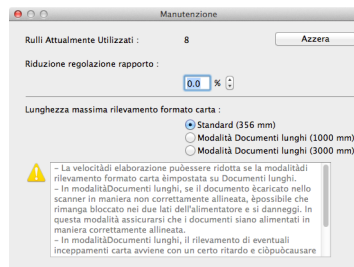 Manutenzione
Rulli Attualmente Utilizzati : 8 Azzera
Riduzione regolazione rapporto :
0.0 %
Lunghezza massima rilevamento formato carta :
Standard (356 mm)
Modalità Documenti lunghi (1000 mm)
Modalità Documenti lunghi (3000 mm)
- La velocitàdi elaborazione puòessere ridotta se la modalitàdi
rilevamento formato carta èimpostata su Documenti lunghi.
- In modalitàDocumenti lunghi, se il documento ècaricato nello
scanner in maniera non correttamente allineata, èpossibile che
rimanga bloccato nei due lati dell'alimentatore e si danneggi. In
questa modalità assicurarsi che i documenti siano alimentati in
maniera correttamente allineata.
- In modalitàDocumenti lunghi, il rilevamento di eventuali
inceppamenti carta avviene con un certo ritardo e ciòpuòcausare